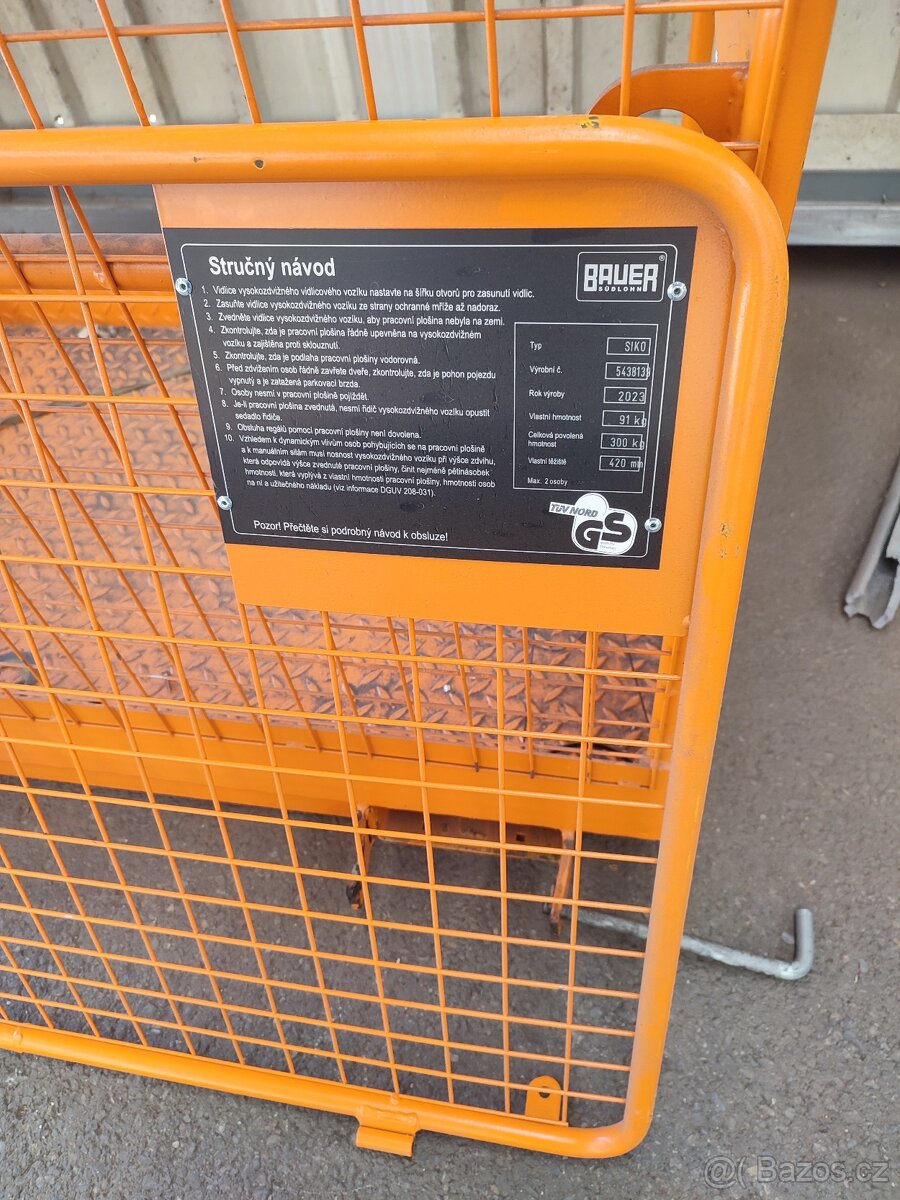 Stručný návod
1. Vidlice vysokozdvižného vidlicového vozíku nastavte na šířku otvorů pro zasunutí vidlic.
2. Zasuňte vidlice vysokozdvižného vozíku ze strany ochranné mříže až nadoraz.
3. Zvedněte vidlice vysokozdvižného vozíku, aby pracovní plošina nebyla na zemi.
4. Zkontrolujte, zda je pracovní plošina řádně upevněna na vysokozdvižném
vozíku a zajištěna proti sklouznutí.
5. Zkontrolujte, zda je podlaha pracovní plošiny vodorovná.
6. Před zdvižením osob řádně zavřete dveře, zkontrolujte, zda je pohon pojezdu
vypnutý a je zatažená parkovací brzda.
7. Osoby nesmí v pracovní plošině pojíždět.
8. Je-li pracovní plošina zvednutá, nesmí řidič vysokozdvižného vozíku opustit
sedadlo řidiče.
9. Obsluha regálů pomocí pracovní plošiny není dovolena.
10. Vzhledem k dynamickým vlivům osob pohybujících se na pracovní plošině
a k manuálním silám musí nosnost vysokozdvižného vozíku při výšce zdvihu,
která odpovídá výšce zvednuté pracovní plošiny, činit nejméně pětinásobek
hmotnosti, která vyplývá z vlastní hmotnosti pracovní plošiny, hmotnosti osob
na ní a užitečného nákladu (viz informace DGUV 208-031).
Pozor! Přečtěte si podrobný návod k obsluze!
BAUER®
SÜDLOHN
Typ SIKO
Výrobní č. 5438139
Rok výroby 2023
Vlastní hmotnost 91 kg
Celková povolená
hmotnost 300 kg
Vlastní těžiště 420 mm
Max. 2 osoby
TÜV NORD
GS
@( Bazos.cz